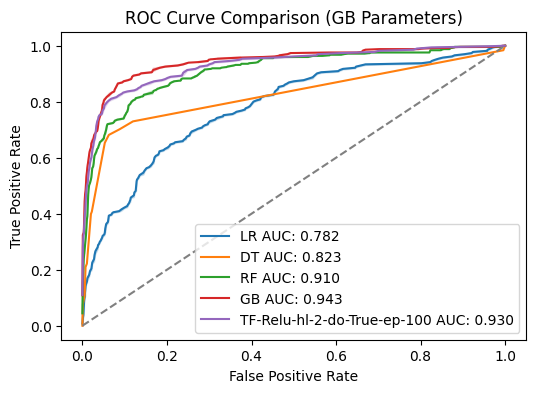 ROC Curve Comparison (GB Parameters)
True Positive Rate
1.0
0.8
0.6
0.4
0.2
0.0
LR AUC: 0.782
DT AUC: 0.823
RF AUC: 0.910
GB AUC: 0.943
TF-Relu-hl-2-do-True-ep-100 AUC: 0.930
0.0 0.2 0.4 0.6 0.8 1.0
False Positive Rate